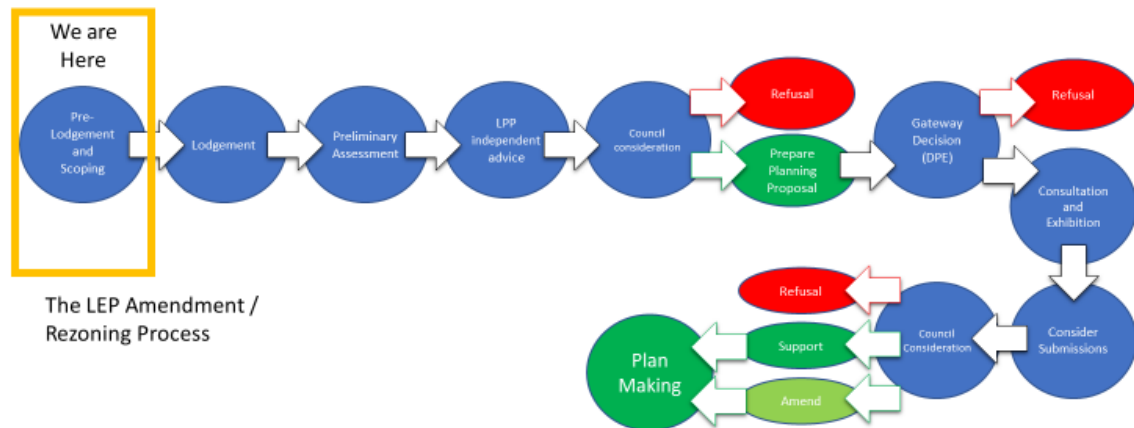 We are
Here
Pre-
Lodgement
and
Scoping
Lodgement
Preliminary
Assessment
LPP
independent
advice
Council
consideration
Refusal
Prepare
Planning
Proposal
Gateway
Decision
(DPE)
Refusal
Consultation
and
Exhibition
Consider
Submissions
Council
Consideration
Refusal
Support
Amend
Plan
Making
The LEP Amendment /
Rezoning Process